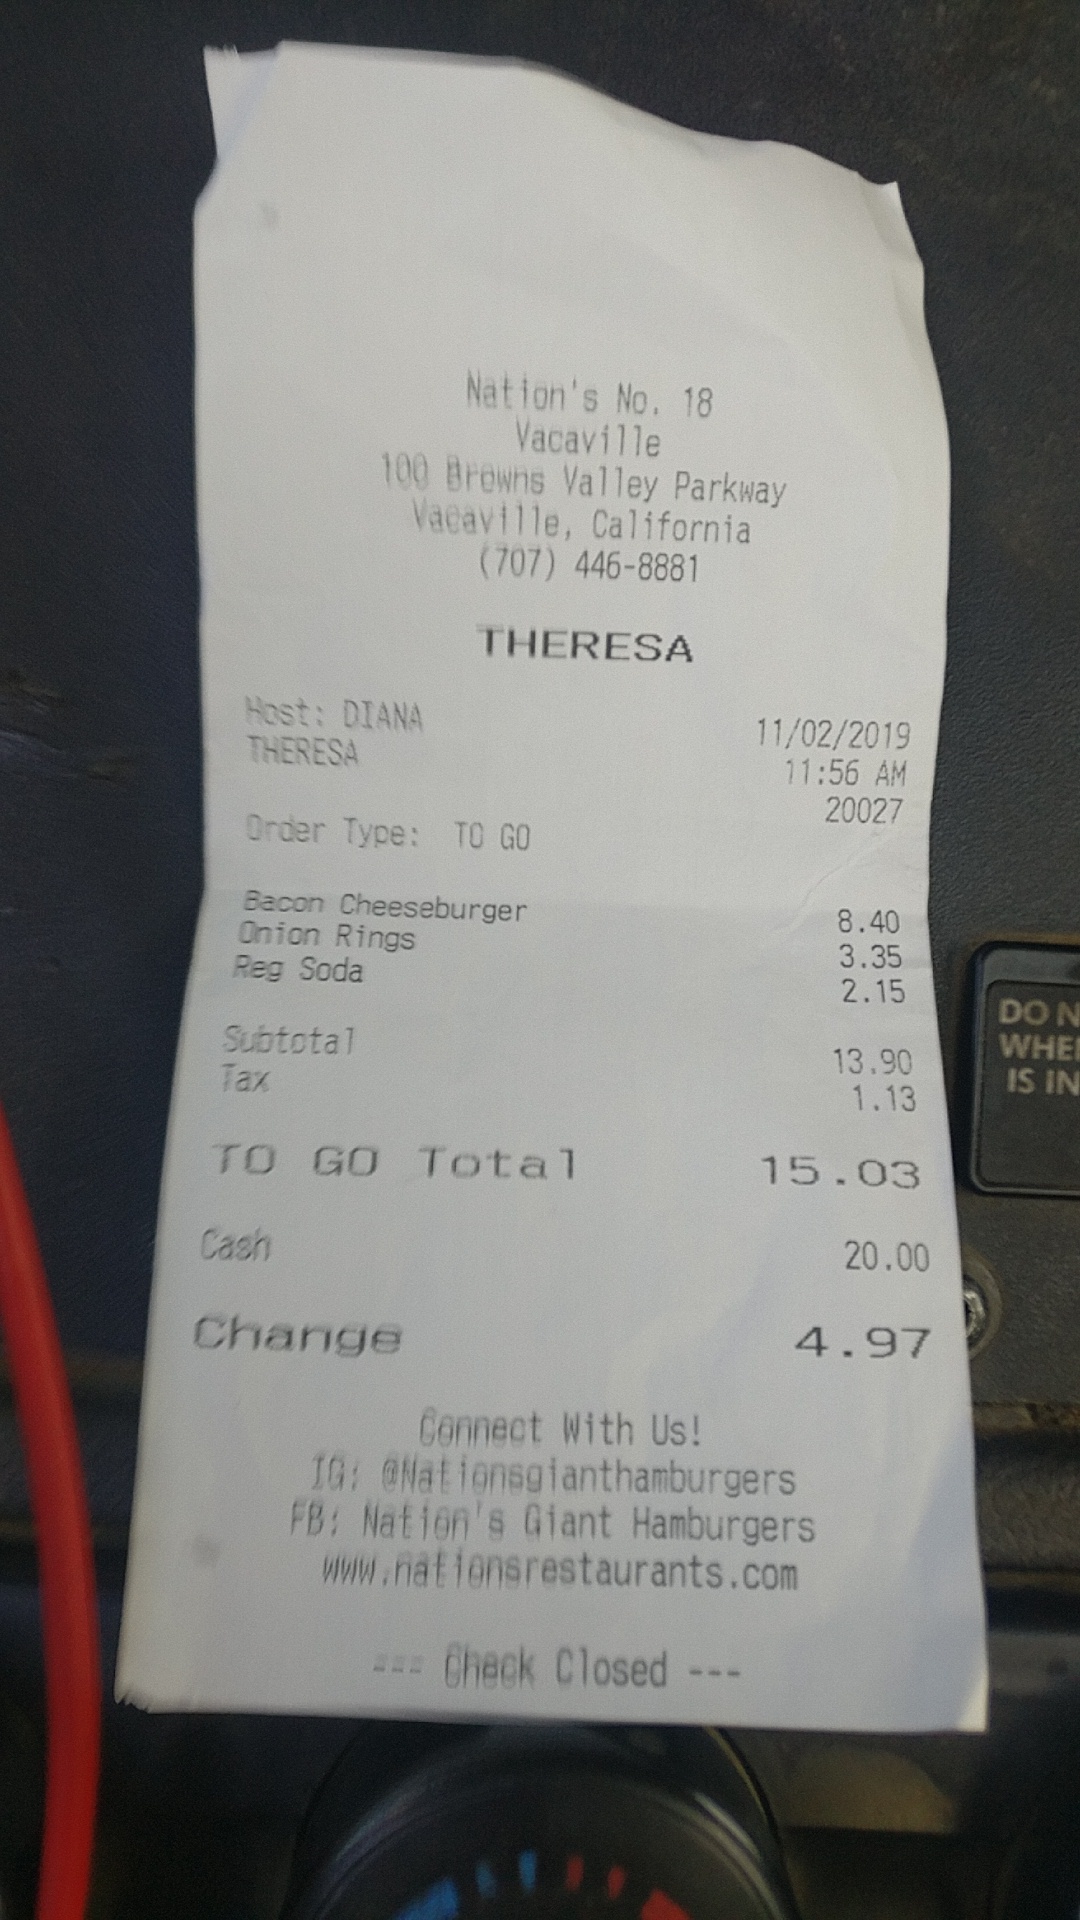 Nation's No. 18
Vacaville
100 Browns Valley Parkway
Vacaville, California
(707) 446-8881
THERESA
Host: DIANA 11/02/2019
THERESA 11:56 AM
20027
Order Type: TO GO
Bacon Cheeseburger 8.40
Onion Rings 3.35
Reg Soda 2.15
Subtotal 13.90
Tax 1.13
TO GO Total 15.03
Cash 20.00
Change 4.97
Connect With Us!
IG: @Nationsgianthamburgers
FB: Nation's Giant Hamburgers
www.nationsrestaurants.com
--- Check Closed ---
DO N
WHE
IS IN